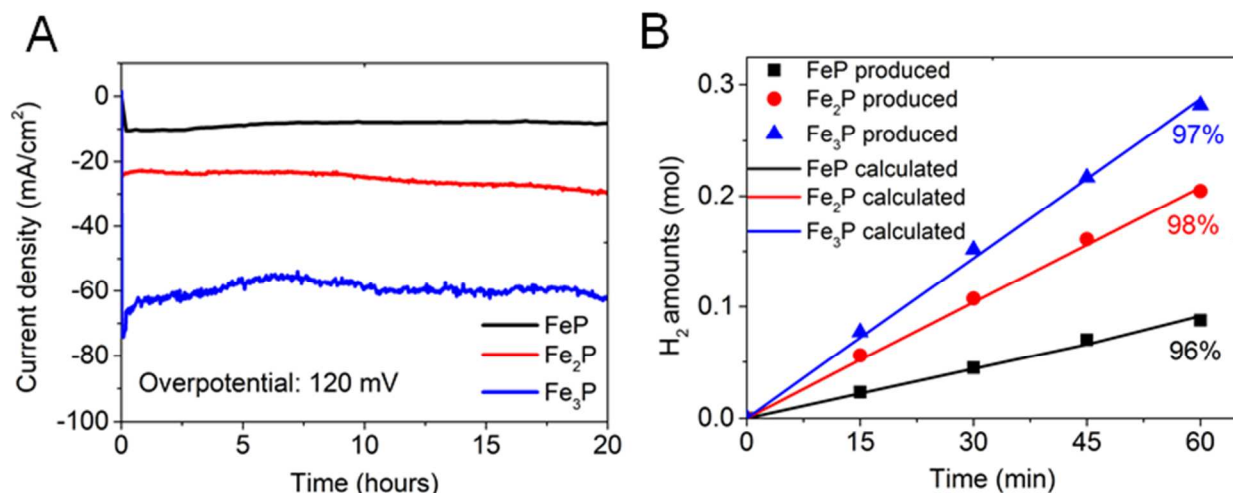 A
Current density (mA/cm²)
0
-20
-40
-60
-80
-100
FeP
Fe₂P
Fe₃P
Overpotential: 120 mV
0 5 10 15 20
Time (hours)
B
H₂ amounts (mol)
0.3
0.2
0.1
0.0
FeP produced
Fe₂P produced
Fe₃P produced
FeP calculated
Fe₂P calculated
Fe₃P calculated
97%
98%
96%
0 15 30 45 60
Time (min)